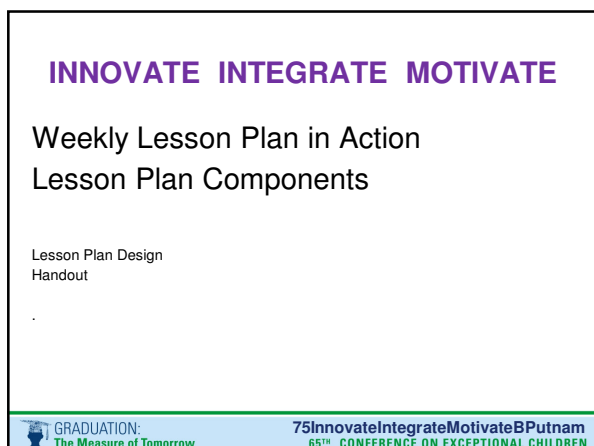 INNOVATE INTEGRATE MOTIVATE
Weekly Lesson Plan in Action
Lesson Plan Components
Lesson Plan Design
Handout
.
GRADUATION:
The Measure of Tomorrow
75InnovateIntegrateMotivateBPutnam
65TH CONFERENCE ON EXCEPTIONAL CHILDREN